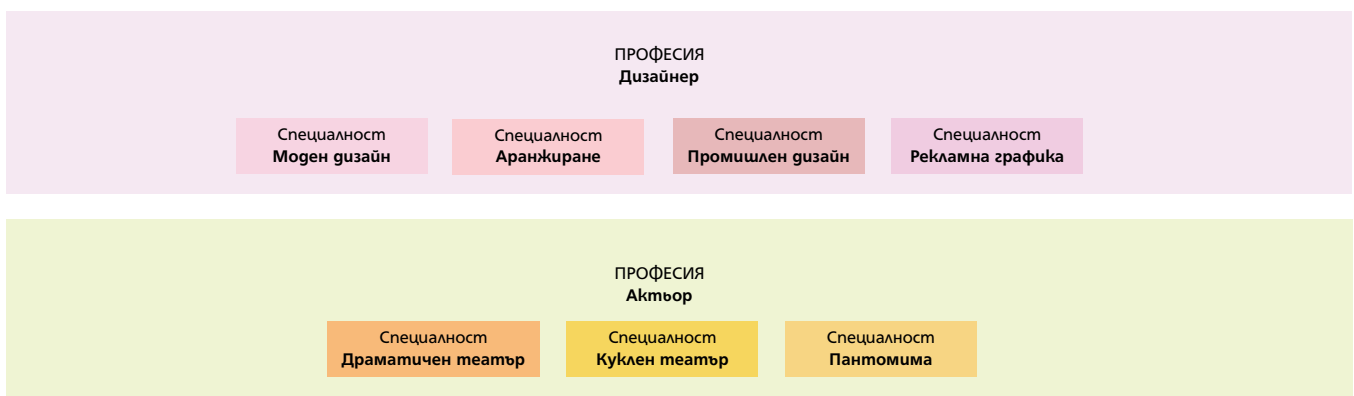 ПРОФЕСИЯ
Дизайнер
Специалност
Моден дизайн
Специалност
Аранжиране
Специалност
Промишлен дизайн
Специалност
Рекламна графика
ПРОФЕСИЯ
Актьор
Специалност
Драматичен театър
Специалност
Куклен театър
Специалност
Пантомима